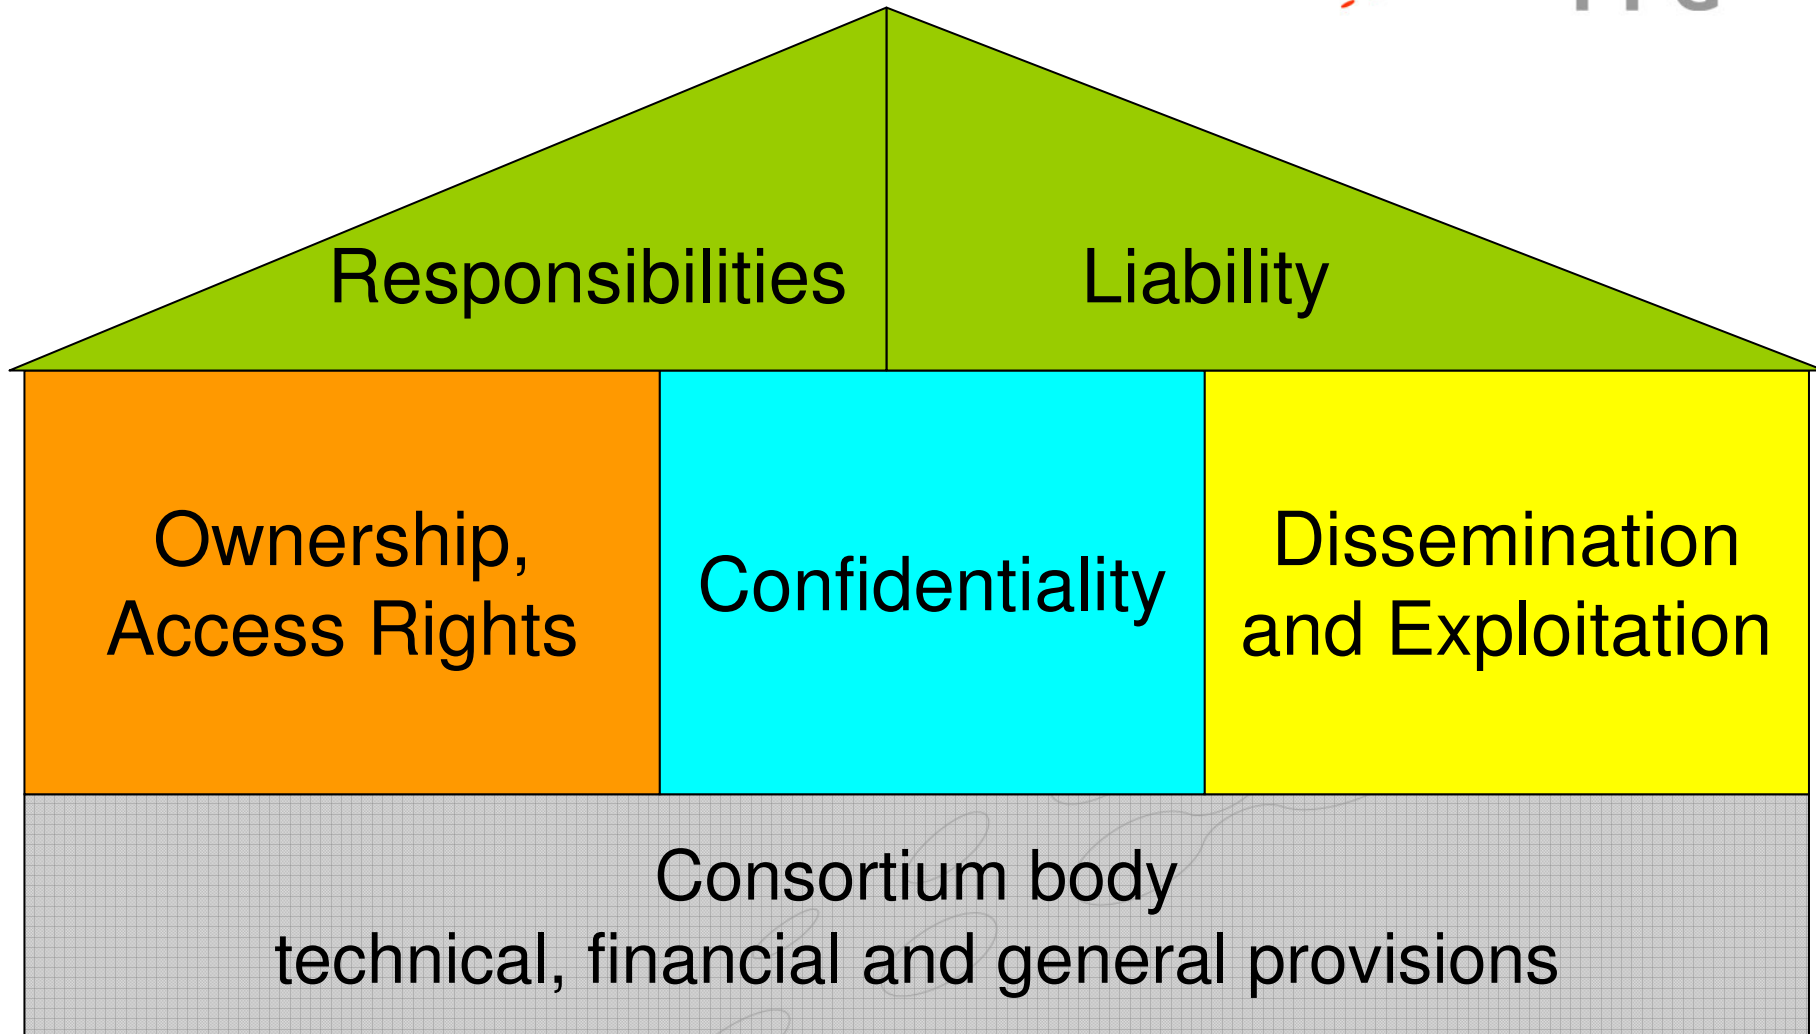 Responsibilities
Liability
Ownership,
Access Rights
Confidentiality
Dissemination
and Exploitation
Consortium body
technical, financial and general provisions